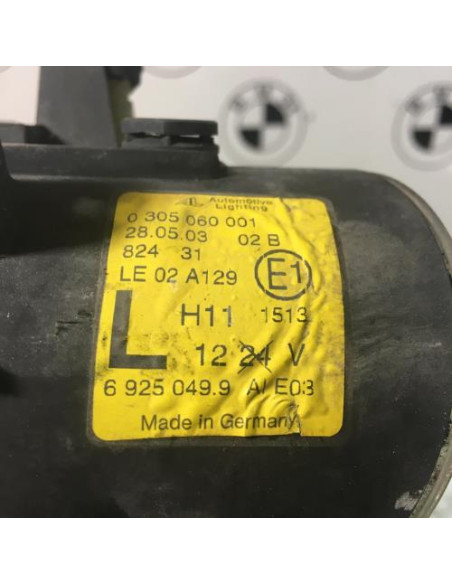 AL Automotive
Lighting
0 305 060 001
28.05.03 02 B
824 31
LE 02 A129 E1
L H11 1513
12 24 V
6 925 049.9 AI E03
Made in Germany